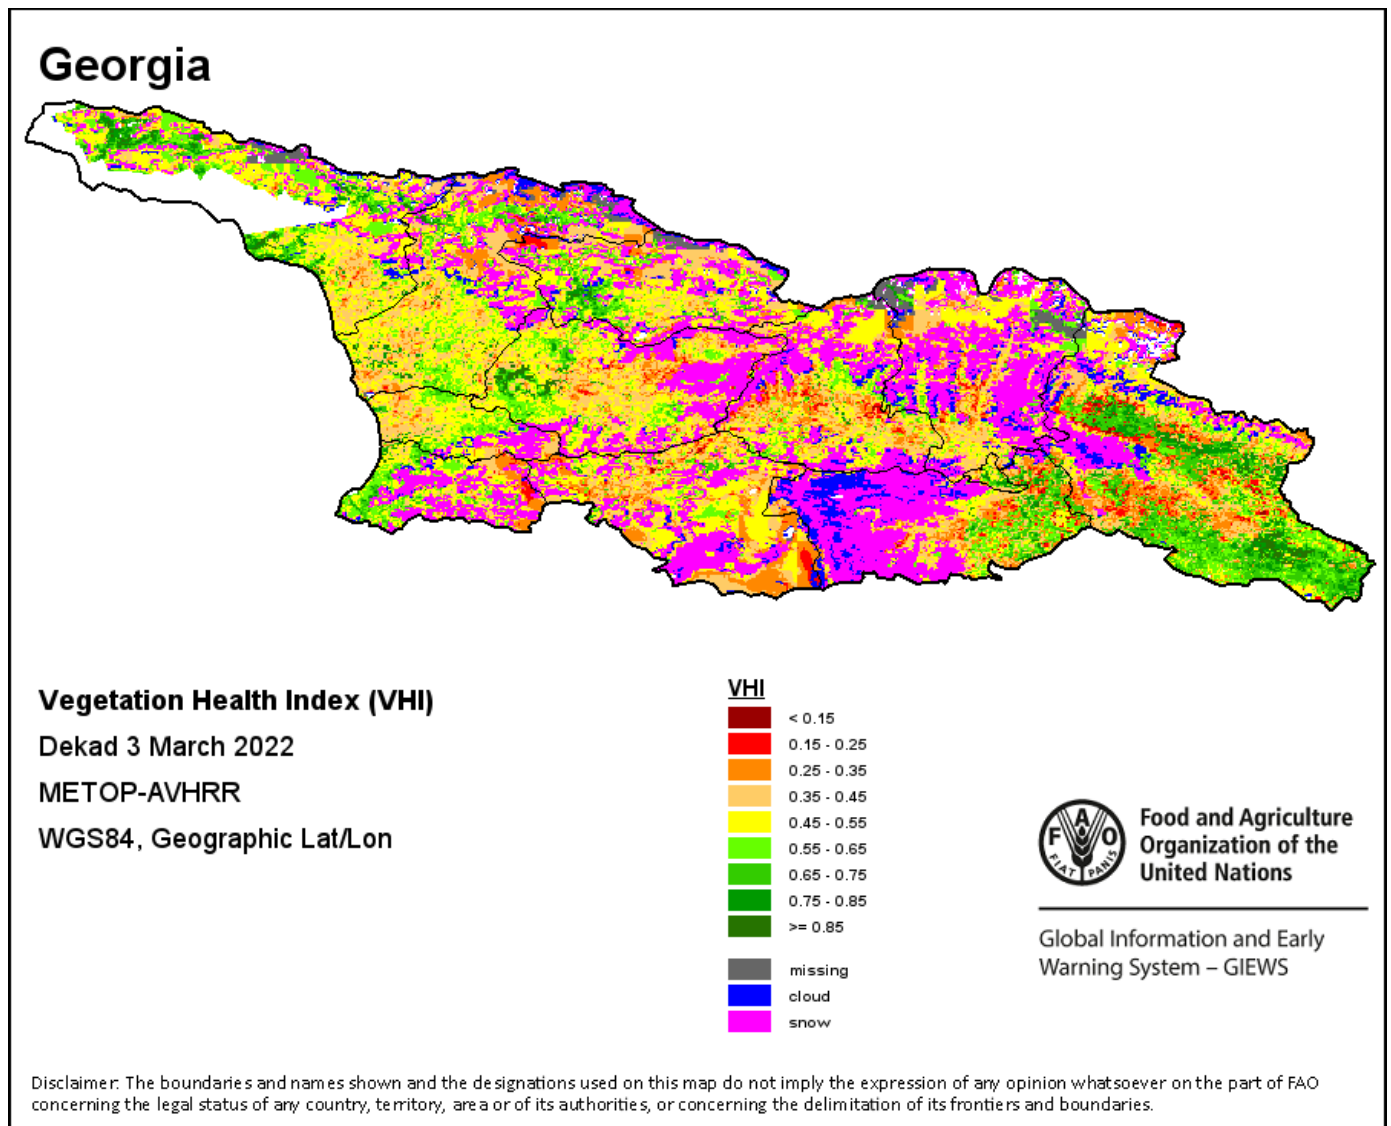 Georgia
Vegetation Health Index (VHI)
Dekad 3 March 2022
METOP-AVHRR
WGS84, Geographic Lat/Lon
VHI
< 0.15
0.15 - 0.25
0.25 - 0.35
0.35 - 0.45
0.45 - 0.55
0.55 - 0.65
0.65 - 0.75
0.75 - 0.85
>= 0.85
missing
cloud
snow
F A O
FIAT PANIS
Food and Agriculture
Organization of the
United Nations
Global Information and Early
Warning System – GIEWS
Disclaimer: The boundaries and names shown and the designations used on this map do not imply the expression of any opinion whatsoever on the part of FAO
concerning the legal status of any country, territory, area or of its authorities, or concerning the delimitation of its frontiers and boundaries.